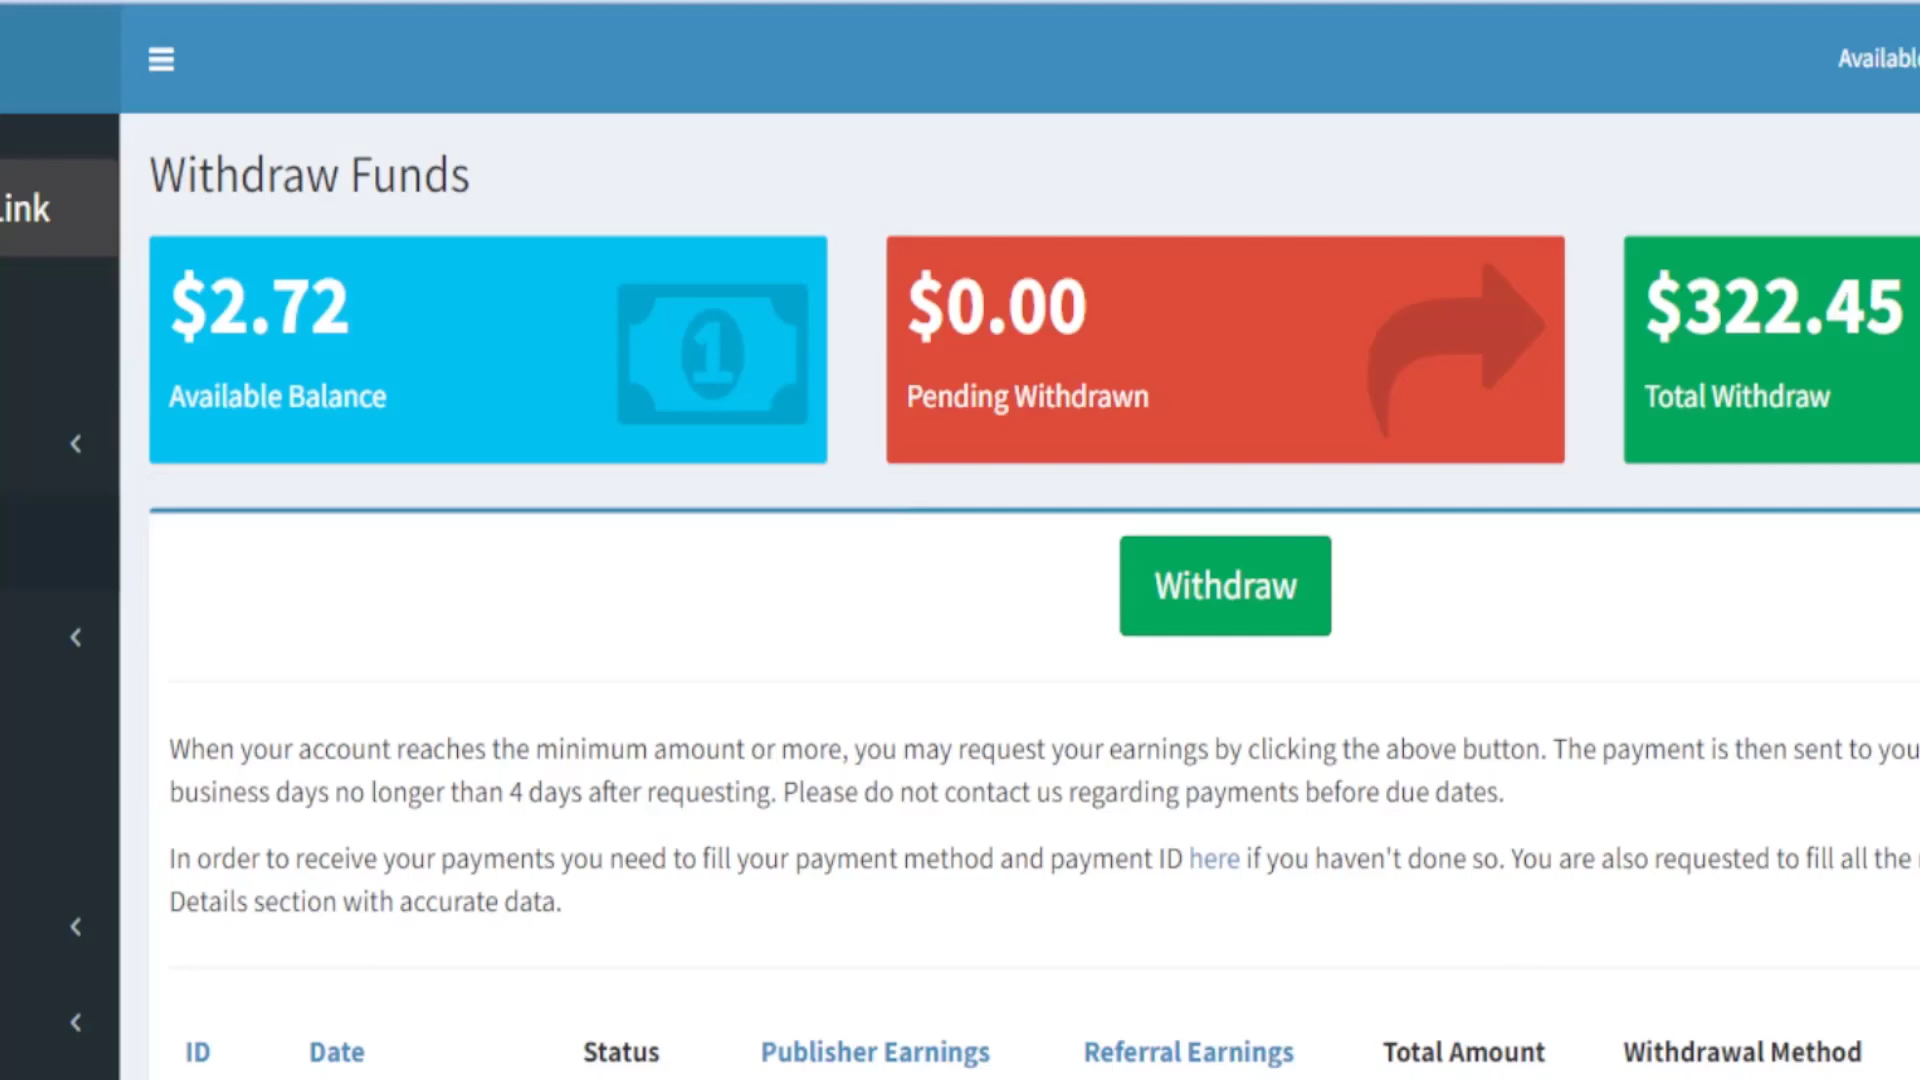 Withdraw Funds
Link
$2.72
Available Balance
1
$0.00
Pending Withdrawn
$322.45
Total Withdraw
Withdraw
When your account reaches the minimum amount or more, you may request your earnings by clicking the above button. The payment is then sent to you
business days no longer than 4 days after requesting. Please do not contact us regarding payments before due dates.
In order to receive your payments you need to fill your payment method and payment ID here if you haven't done so. You are also requested to fill all the
Details section with accurate data.
ID Date Status Publisher Earnings Referral Earnings Total Amount Withdrawal Method